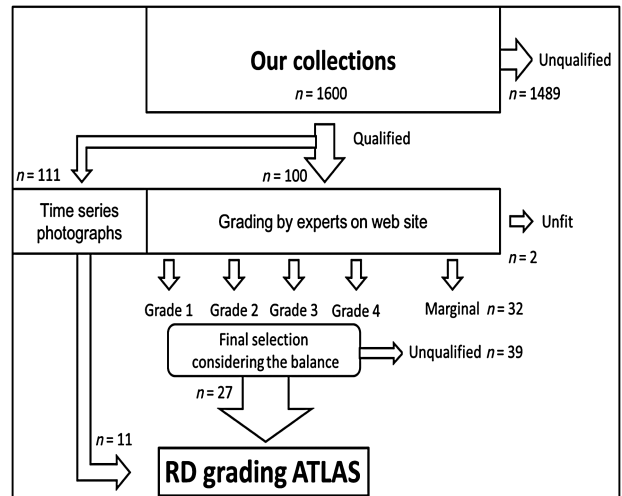 Our collections
n = 1600
Unqualified
n = 1489
Qualified
n = 111
n = 100
Time series
photographs
Grading by experts on web site
Unfit
n = 2
Grade 1 Grade 2 Grade 3 Grade 4 Marginal n = 32
Final selection
considering the balance
Unqualified n = 39
n = 27
n = 11
RD grading ATLAS